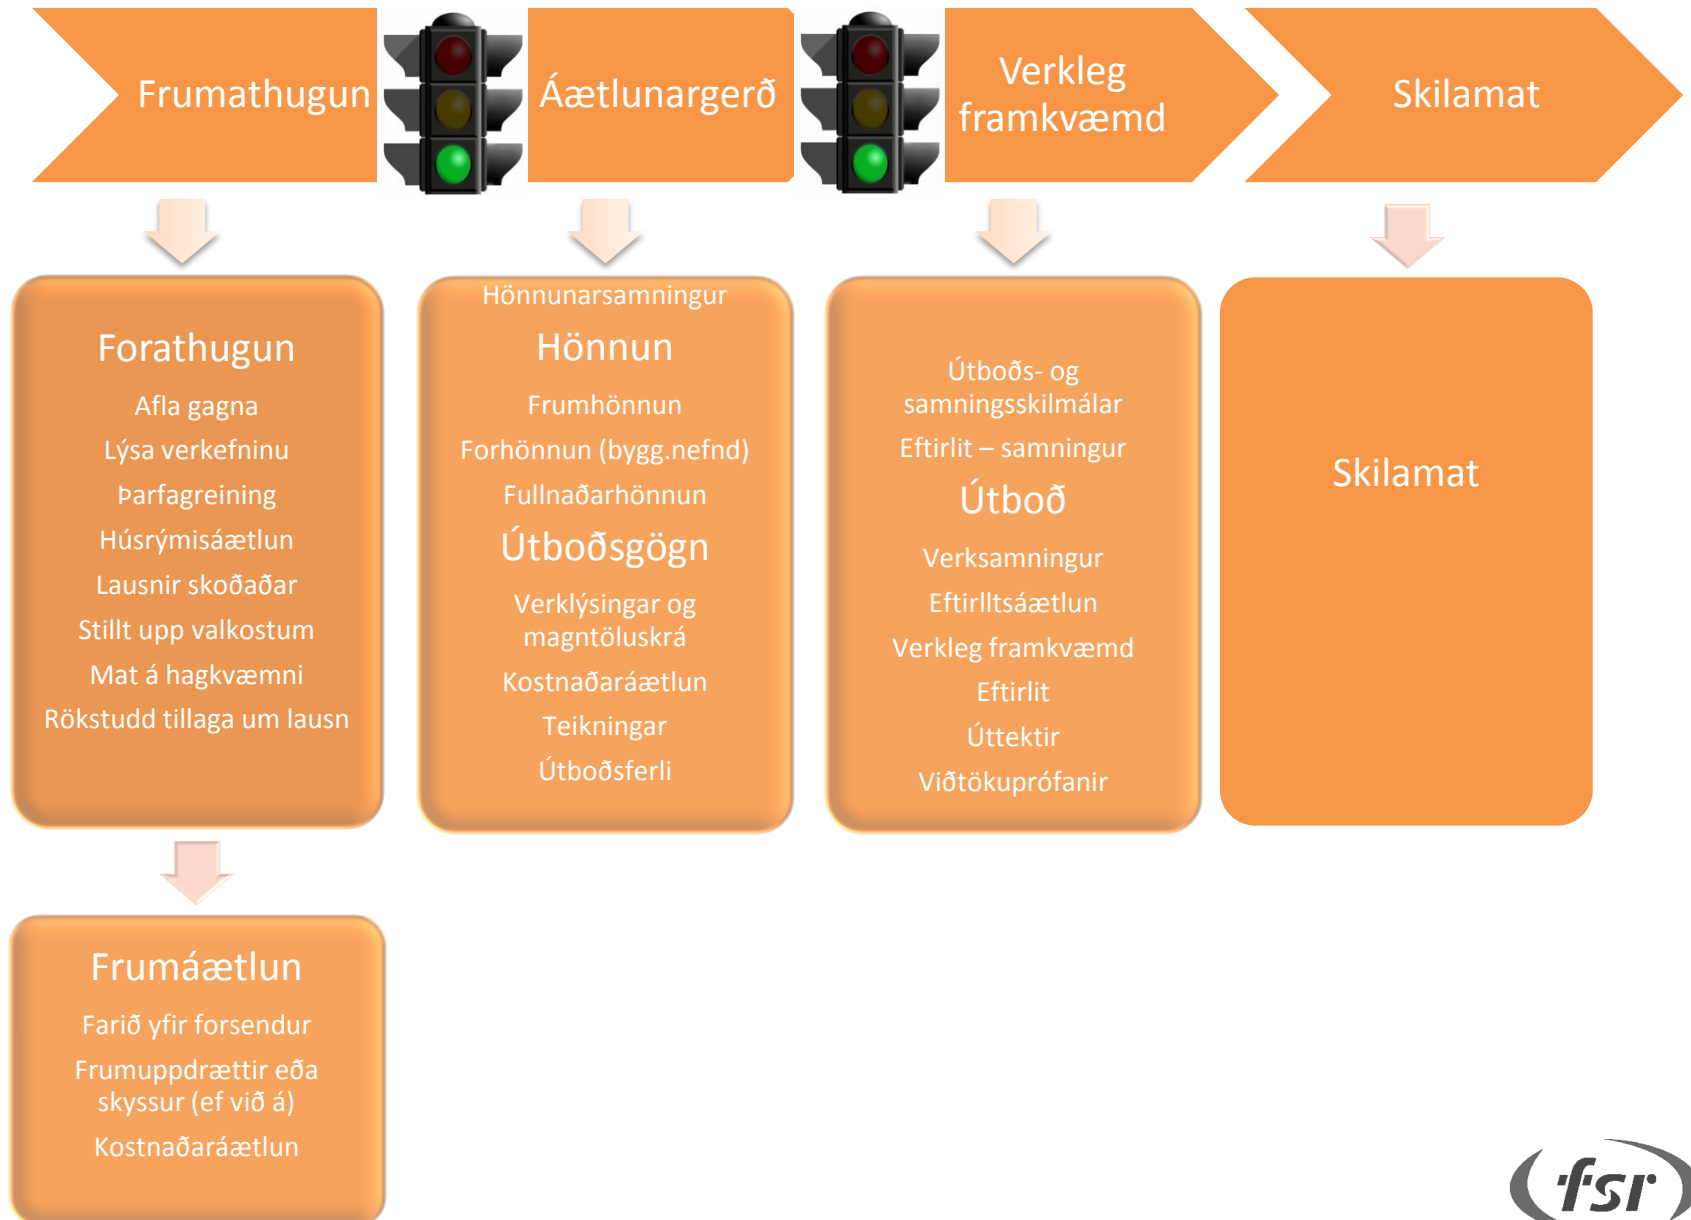 Frumathugun
Áætlunargerð
Verkleg
framkvæmd
Skilamat
Forathugun
Afla gagna
Lýsa verkefninu
Þarfagreining
Húsrýmisáætlun
Lausnir skoðaðar
Stillt upp valkostum
Mat á hagkvæmni
Rökstudd tillaga um lausn
Hönnunarsamningur
Hönnun
Frumhönnun
Forhönnun (bygg.nefnd)
Fullnaðarhönnun
Útboðsgögn
Verklýsingar og
magntöluskrá
Kostnaðaráætlun
Teikningar
Útboðsferli
Útboðs- og
samningsskilmálar
Eftirlit – samningur
Útboð
Verksamningur
Eftirlltsáætlun
Verkleg framkvæmd
Eftirlit
Úttektir
Viðtökuprófanir
Skilamat
Frumáætlun
Farið yfir forsendur
Frumuppdrættir eða
skyssur (ef við á)
Kostnaðaráætlun
fsr